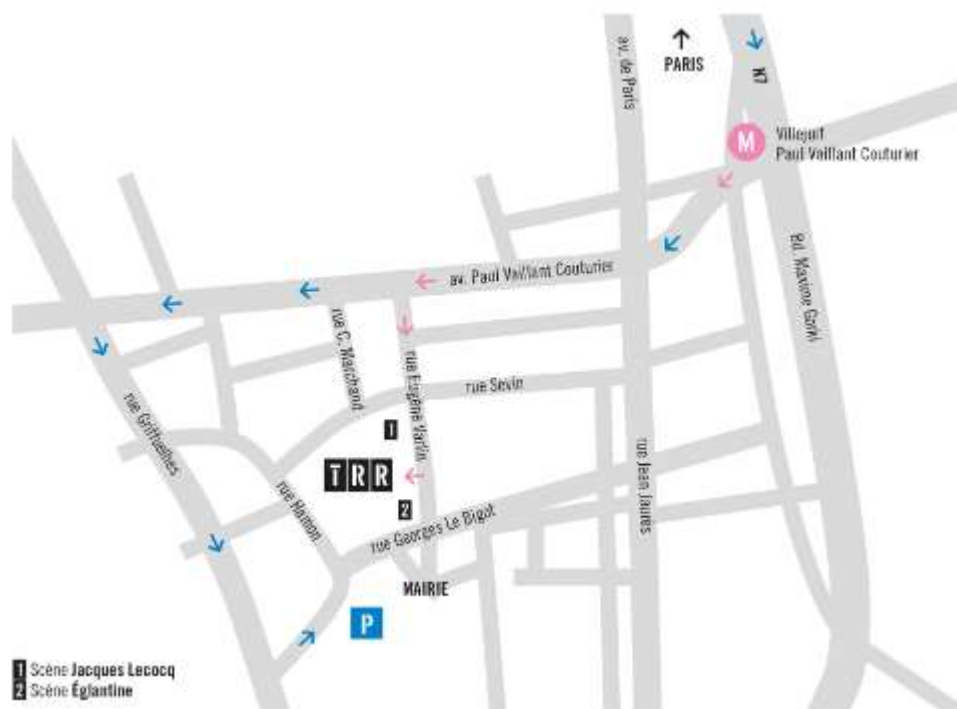 av. de Paris
PARIS
N7
M
Villejuif
Paul Vaillant Couturier
Bd. Maxime Gorki
av. Paul Vaillant Couturier
rue C. Marchand
rue Eugène Varlin
rue Sevin
rue Griffuelhes
1
TRR
2
rue Hamon
rue Georges Le Bigot
rue Jean Jaurès
MAIRIE
P
1 Scène Jacques Lecocq
2 Scène Églantine